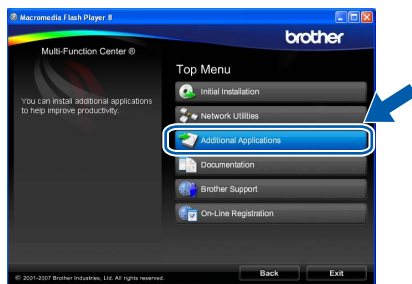 Macromedia Flash Player 8
brother
Multi-Function Center ®
You can install additional applications
to help improve productivity.
Top Menu
Initial Installation
Network Utilities
Additional Applications
Documentation
Brother Support
On-Line Registration
© 2001-2007 Brother Industries, Ltd. All rights reserved.
Back
Exit